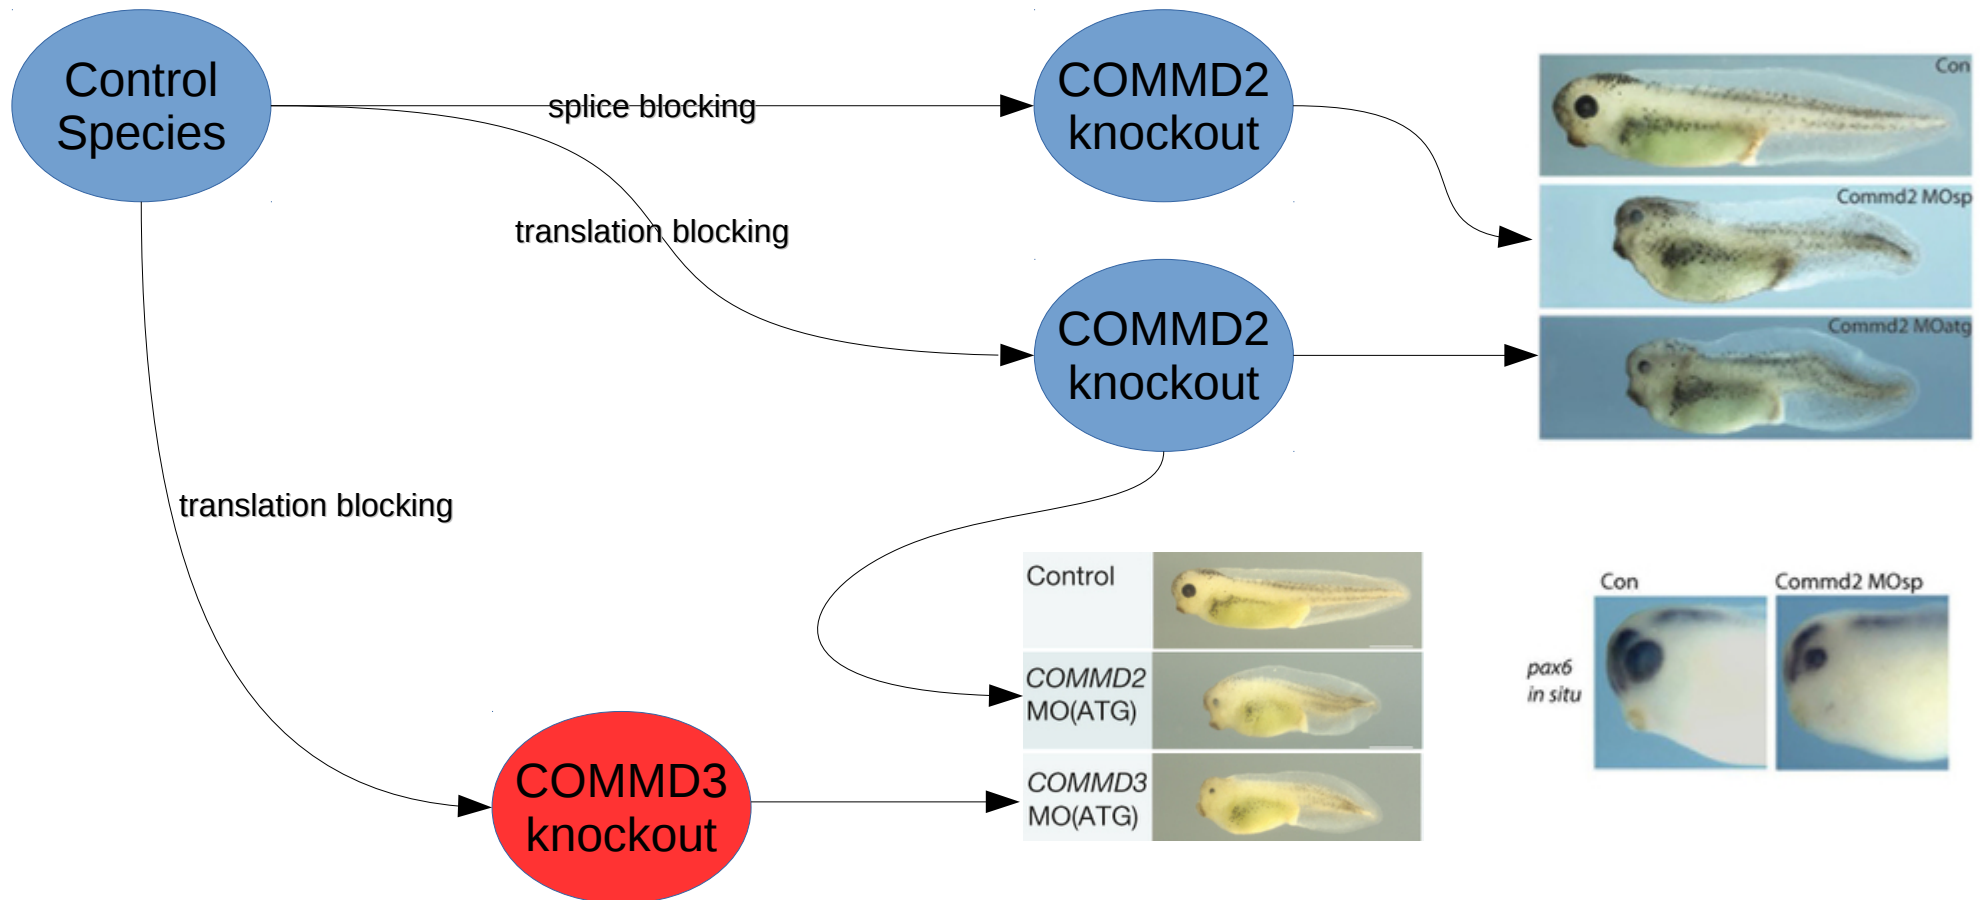 Control
Species
splice blocking
COMMD2
knockout
Con
Commd2 MOsp
translation blocking
COMMD2
knockout
Commd2 MOatg
translation blocking
Control
COMMD2
MO(ATG)
COMMD3
MO(ATG)
COMMD3
knockout
Con
Commd2 MOsp
pax6
in situ